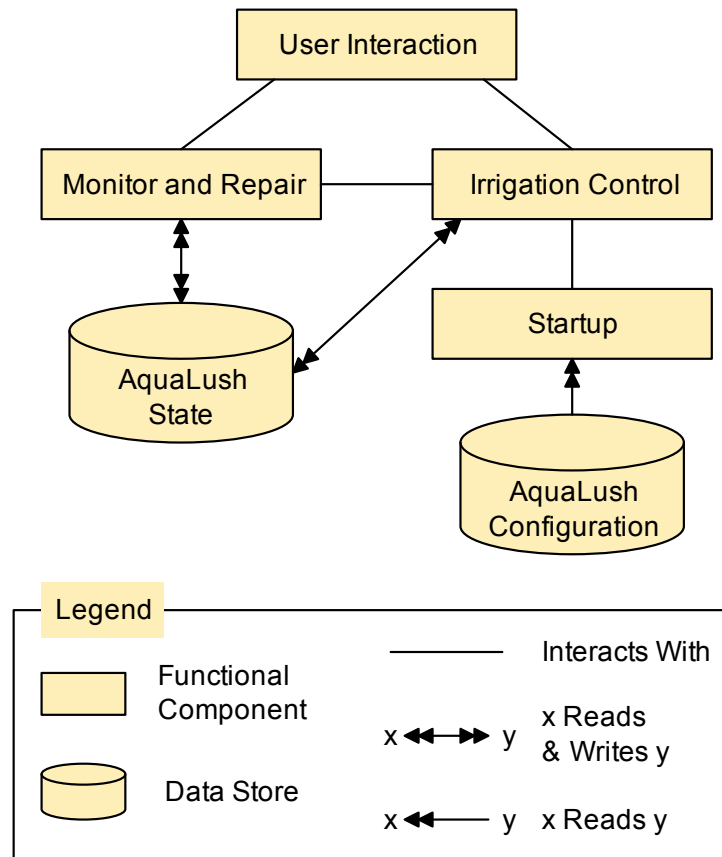 User Interaction
Monitor and Repair
Irrigation Control
Startup
AquaLush
State
AquaLush
Configuration
Legend
Functional
Component
Data Store
Interacts With
x y x Reads
& Writes y
x y x Reads y